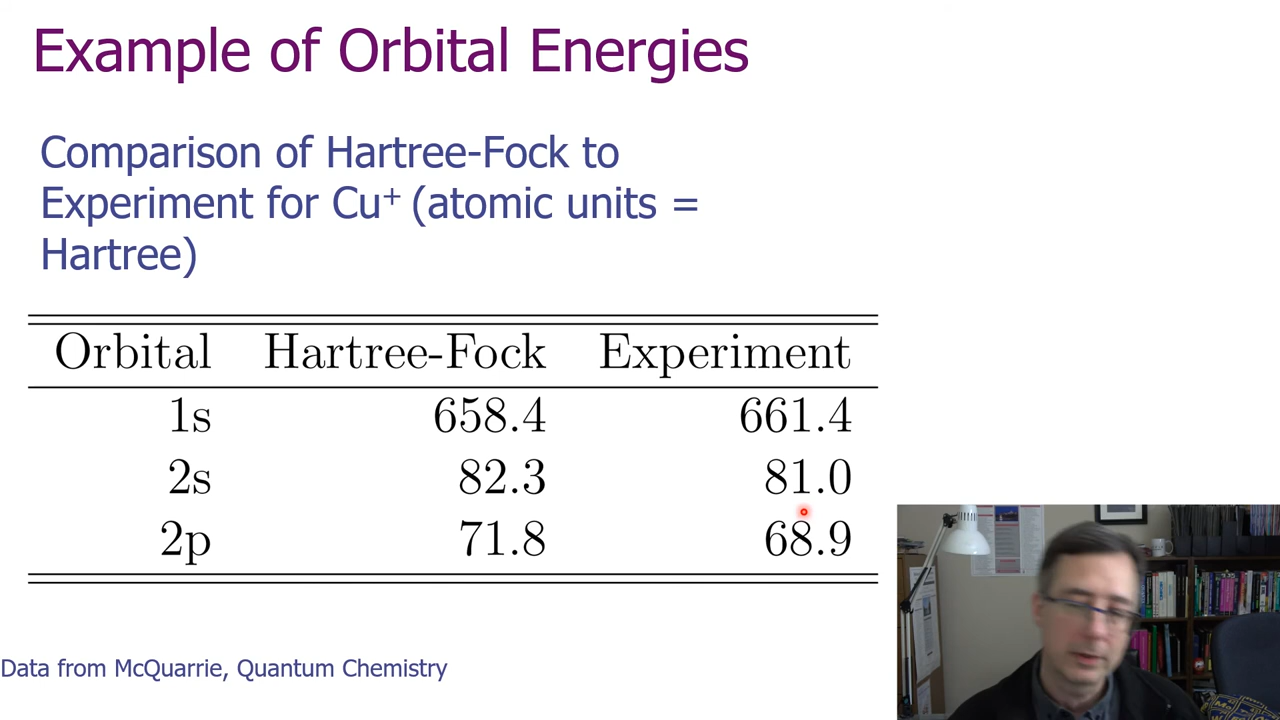 Example of Orbital Energies
Comparison of Hartree-Fock to
Experiment for Cu⁺ (atomic units =
Hartree)
Orbital Hartree-Fock Experiment
1s 658.4 661.4
2s 82.3 81.0
2p 71.8 68.9
Data from McQuarrie, Quantum Chemistry